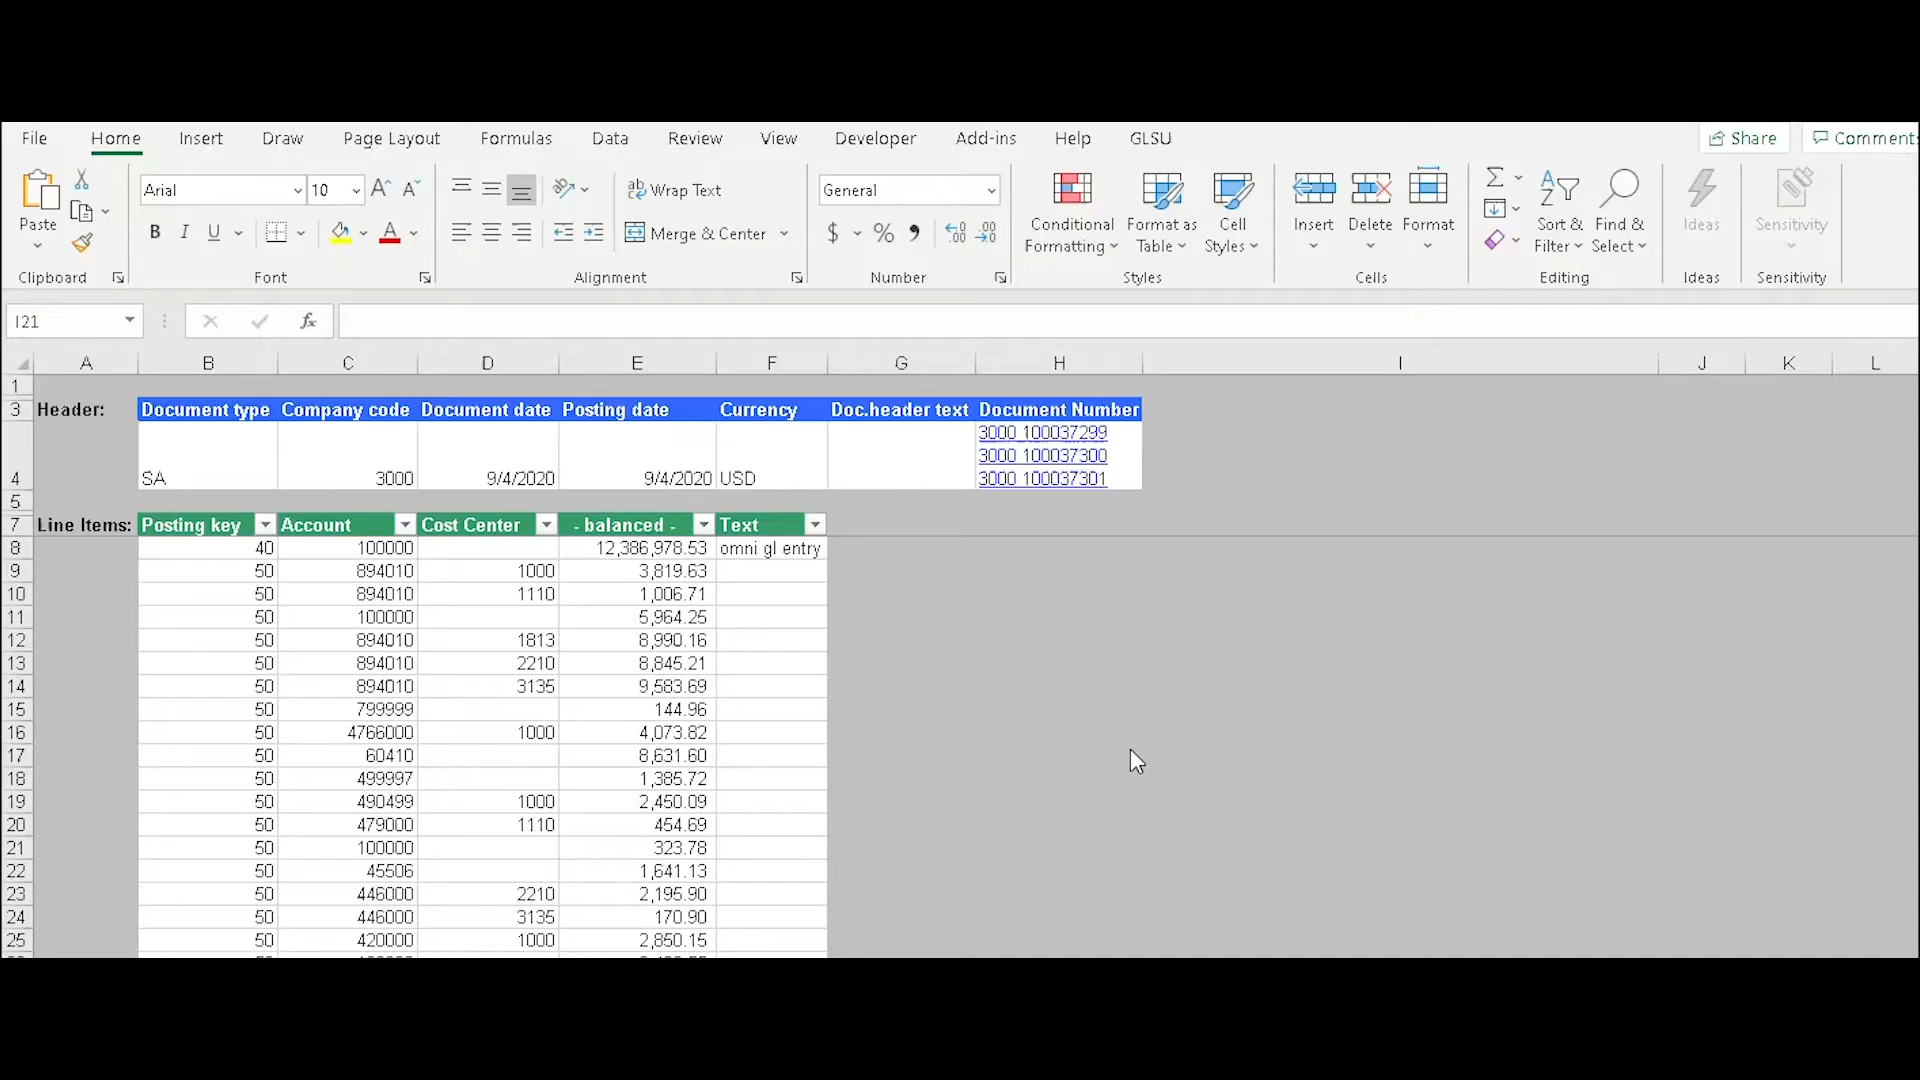 File Home Insert Draw Page Layout Formulas Data Review View Developer Add-ins Help GLSU Share Comments
Paste
Clipboard
Arial 10
B I U
Font
Wrap Text
Merge & Center
Alignment
General
$ % 9
Number
Conditional Formatting
Format as Table
Cell Styles
Styles
Insert Delete Format
Cells
Sort & Filter
Find & Select
Editing
Ideas
Ideas
Sensitivity
Sensitivity
I21 fx
A B C D E F G H I J K L
1
3 Header: Document type Company code Document date Posting date Currency Doc.header text Document Number
3000 100037299
3000 100037300
4 SA 3000 9/4/2020 9/4/2020 USD 3000 100037301
5
7 Line Items: Posting key Account Cost Center - balanced - Text
8 40 100000 12,386,978.53 omni gl entry
9 50 894010 1000 3,819.63
10 50 894010 1110 1,006.71
11 50 100000 5,964.25
12 50 894010 1813 8,990.16
13 50 894010 2210 8,845.21
14 50 894010 3135 9,583.69
15 50 799999 144.96
16 50 4766000 1000 4,073.82
17 50 60410 8,631.60
18 50 499997 1,385.72
19 50 490499 1000 2,450.09
20 50 479000 1110 454.69
21 50 100000 323.78
22 50 45506 1,641.13
23 50 446000 2210 2,195.90
24 50 446000 3135 170.90
25 50 420000 1000 2,850.15